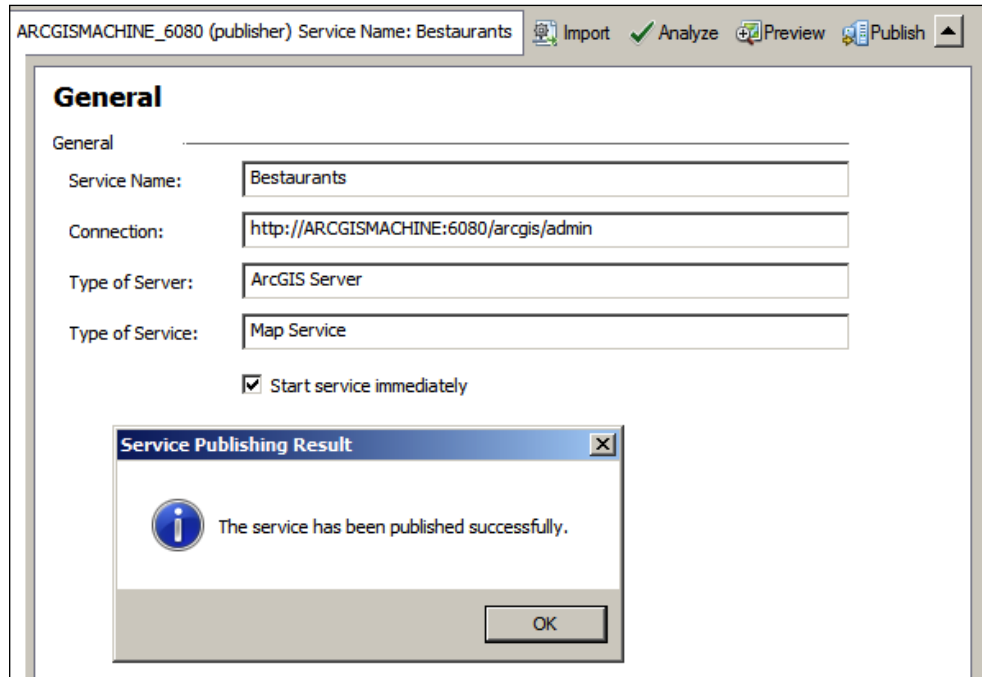 ARCGISMACHINE_6080 (publisher) Service Name: Bestaurants Import Analyze Preview Publish
General
General
Service Name: Bestaurants
Connection: http://ARCGISMACHINE:6080/arcgis/admin
Type of Server: ArcGIS Server
Type of Service: Map Service
Start service immediately
Service Publishing Result
The service has been published successfully.
OK